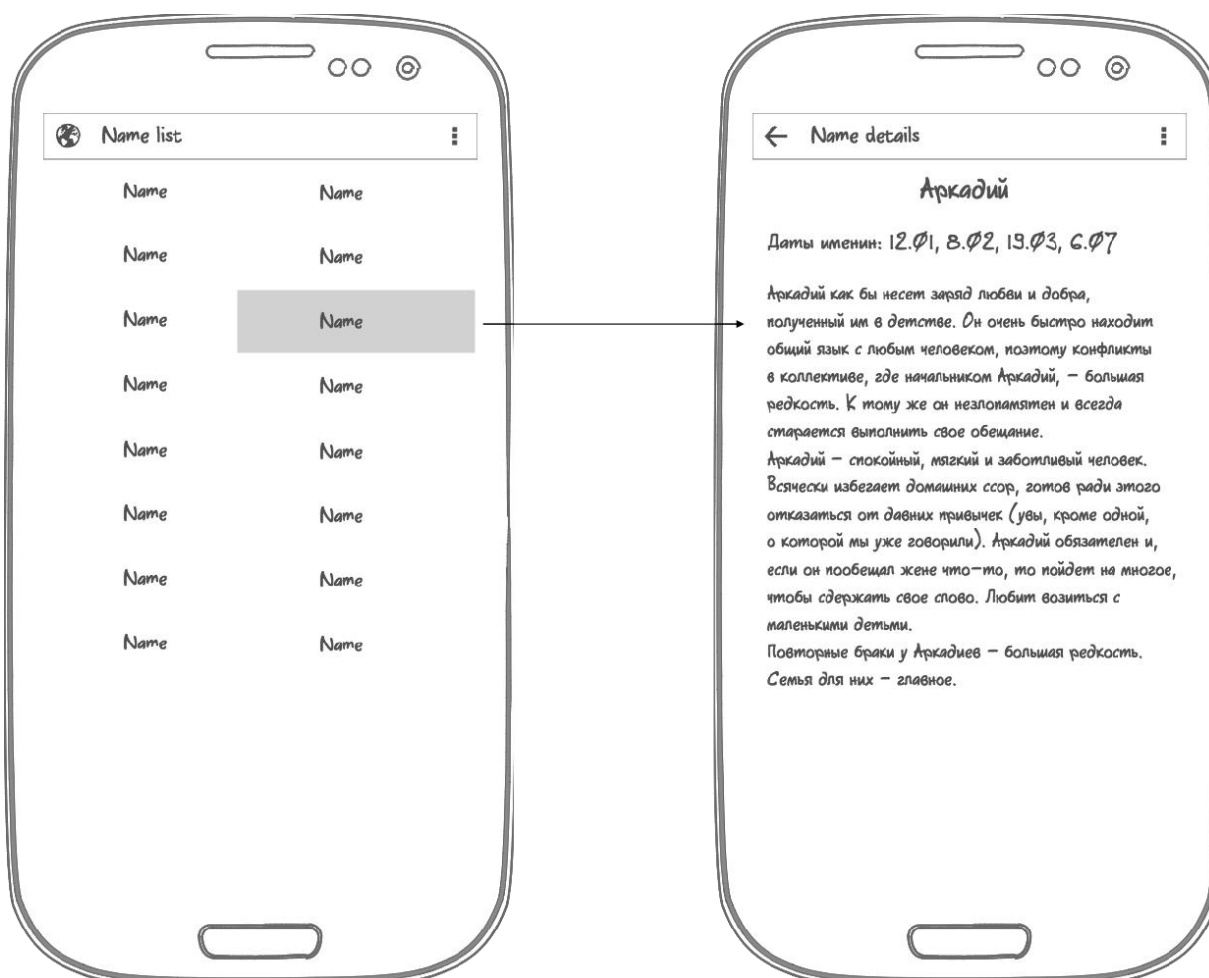 Name list
Name Name
Name Name
Name Name
Name Name
Name Name
Name Name
Name Name
Name Name
Name details
Аркадий
Даты именин: 12.01, 8.02, 19.03, 6.07
Аркадий как бы несет заряд любви и добра,
полученный им в детстве. Он очень быстро находит
общий язык с любым человеком, поэтому конфликты
в коллективе, где начальником Аркадий, – большая
редкость. К тому же он незлопамятен и всегда
старается выполнить свое обещание.
Аркадий – спокойный, мягкий и заботливый человек.
Всячески избегает домашних ссор, готов ради этого
отказаться от давних привычек (увы, кроме одной,
о которой мы уже говорили). Аркадий обязателен и,
если он пообещал жене что-то, то пойдет на многое,
чтобы сдержать свое слово. Любит возиться с
маленькими детьми.
Повторные браки у Аркадиев – большая редкость.
Семья для них – главное.